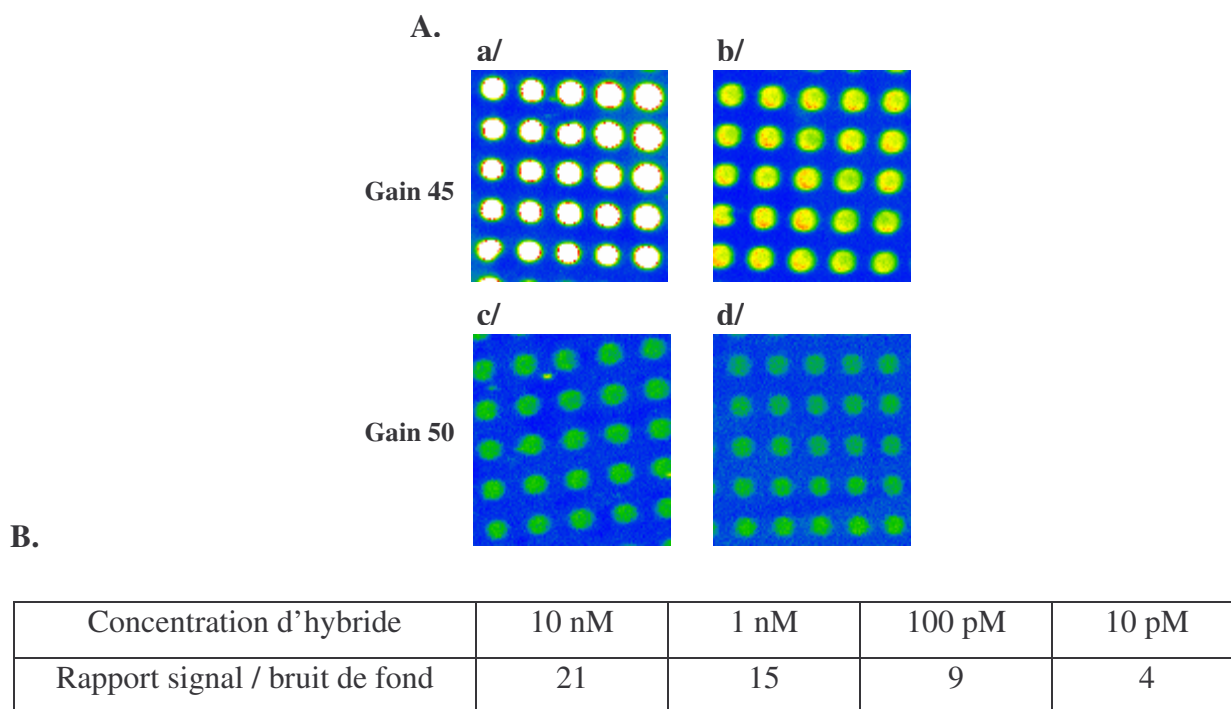 A.
a/ b/
Gain 45
c/ d/
Gain 50
B.
Concentration d’hybride 10 nM 1 nM 100 pM 10 pM
Rapport signal / bruit de fond 21 15 9 4